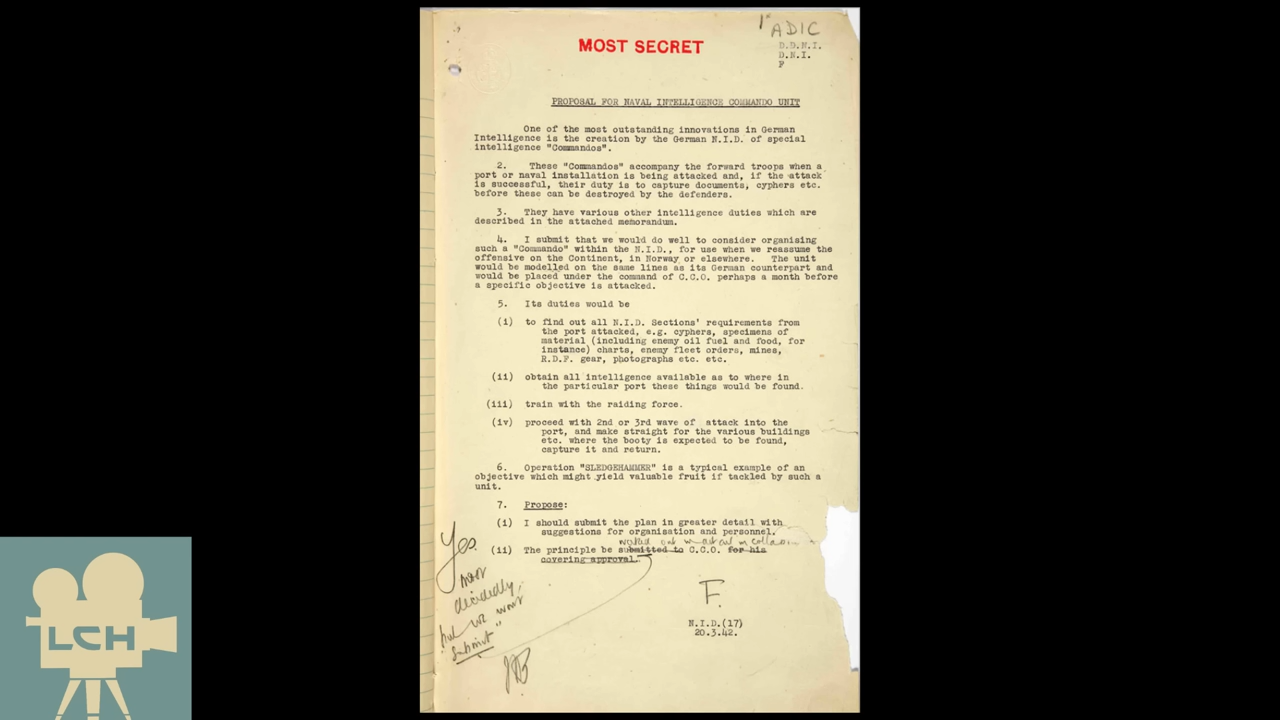 ADIC
MOST SECRET
D.D.N.I.
D.N.I.
F
PROPOSAL FOR NAVAL INTELLIGENCE COMMANDO UNIT
One of the most outstanding innovations in German
Intelligence is the creation by the German N.I.D. of special
intelligence "Commandos".
2. These "Commandos" accompany the forward troops when a
port or naval installation is being attacked and, if the attack
is successful, their duty is to capture documents, cyphers etc.
before these can be destroyed by the defenders.
3. They have various other intelligence duties which are
described in the attached memorandum.
4. I submit that we would do well to consider organising
such a "Commando" within the N.I.D., for use when we reassume the
offensive on the Continent, in Norway or elsewhere. The unit
would be modelled on the same lines as its German counterpart and
would be placed under the command of C.C.O. perhaps a month before
a specific objective is attacked.
5. Its duties would be
(i) to find out all N.I.D. Sections' requirements from
the port attacked, e.g. cyphers, specimens of
material (including enemy oil fuel and food, for
instance) charts, enemy fleet orders, mines,
R.D.F. gear, photographs etc. etc.
(ii) obtain all intelligence available as to where in
the particular port these things would be found.
(iii) train with the raiding force.
(iv) proceed with 2nd or 3rd wave of attack into the
port, and make straight for the various buildings
etc. where the booty is expected to be found,
capture it and return.
6. Operation "SLEDGEHAMMER" is a typical example of an
objective which might yield valuable fruit if tackled by such a
unit.
7. Propose:
(i) I should submit the plan in greater detail with
suggestions for organisation and personnel.
worked out
(ii) The principle be submitted to C.C.O. for his
covering approval.
Yes.
most
decidedly,
submit"
F.
N.I.D.(17)
20.3.42.
LCH